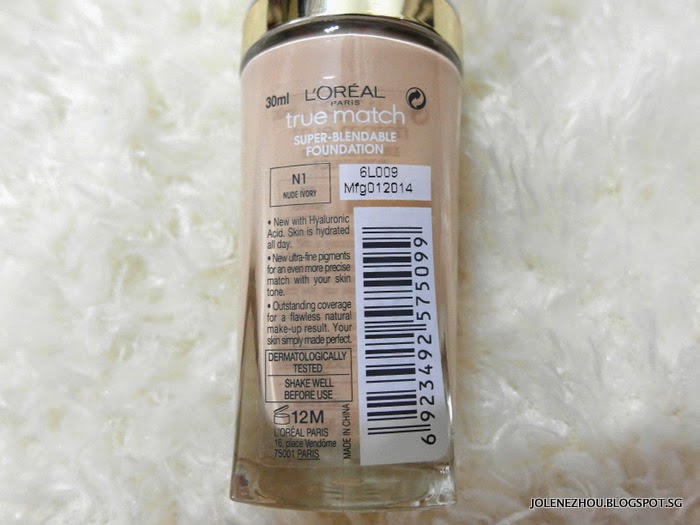 30ml L'ORÉAL
PARIS
true match
SUPER-BLENDABLE
FOUNDATION
N1
NUDE IVORY
6L009
Mfg012014
• New with Hyaluronic
Acid. Skin is hydrated
all day.
• New ultra-fine pigments
for an even more precise
match with your skin
tone.
• Outstanding coverage
for a flawless natural
make-up result. Your
skin simply made perfect.
DERMATOLOGICALLY
TESTED
SHAKE WELL
BEFORE USE
12M
L'ORÉAL PARIS
16, place Vendôme
75001 PARIS
MADE IN CHINA
6 923492 575099
JOLENEZHOU.BLOGSPOT.SG